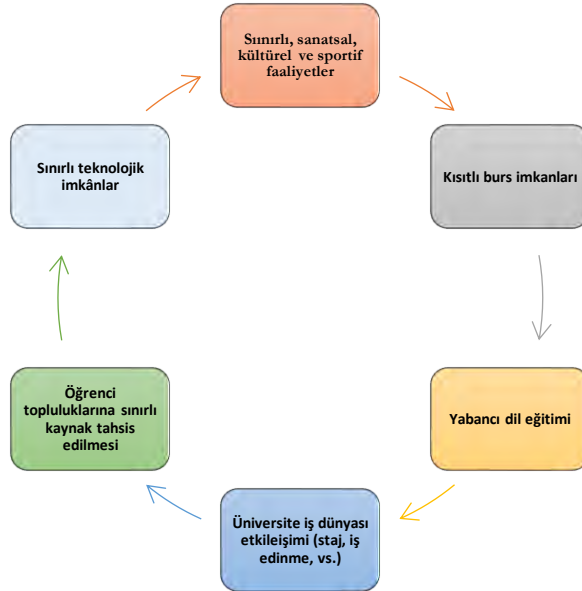 Sıınırlı, sanatsal,
kültürel ve sportif
faaliyetler
Kısıtlı burs imkanları
Yabancı dil eğitimi
Üniversite iş dünyası
etkileişimi (staj, iş
edinme, vs.)
Öğrenci
topluluklarına sınırlı
kaynak tahsis
edilmesi
Sınırlı teknolojik
imkânlar